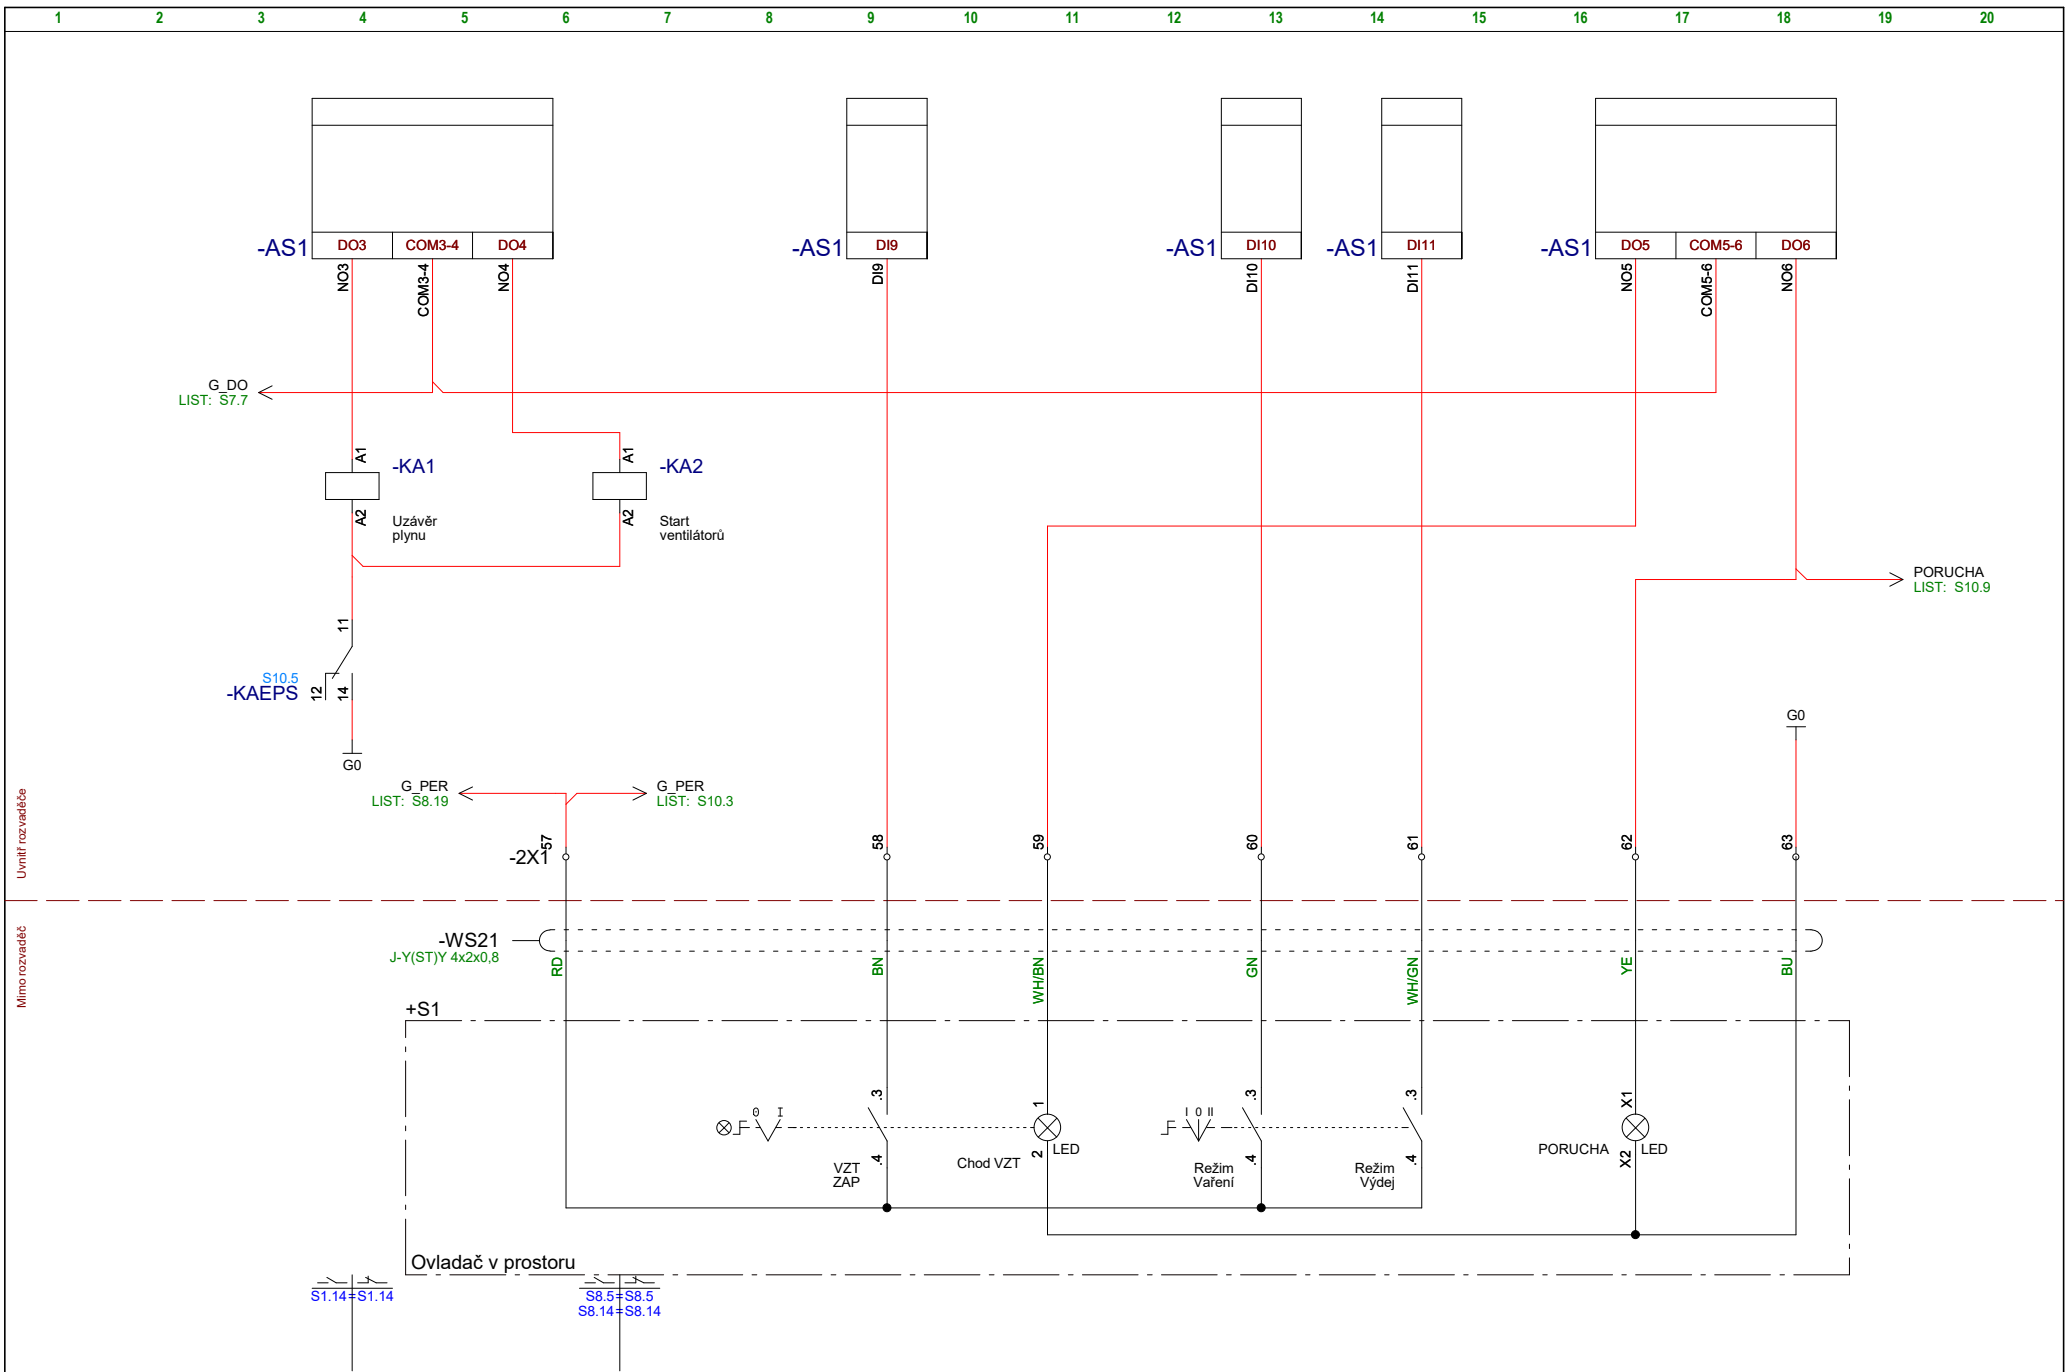 1 2 3 4 5 6 7 8 9 10 11 12 13 14 15 16 17 18 19 20
-AS1 DO3 COM3-4 DO4
-AS1 DI9
-AS1 DI10
-AS1 DI11
-AS1 DO5 COM5-6 DO6
NO3 COM3-4 NO4 DI9 DI10 DI11 NO5 COM5-6 NO6
G_DO
LIST: S7.7
A1 -KA1
A2 Uzávěr
plynu
A1 -KA2
A2 Start
ventilátorů
PORUCHA
LIST: S10.9
11
S10.5
-KAEPS 12 14
G0
G0
G_PER
LIST: S8.19
G_PER
LIST: S10.3
Uvnitř rozvaděče
-2X1 57 58 59 60 61 62 63
Mimo rozvaděč
-WS21
J-Y(ST)Y 4x2x0,8
RD BN WH/BN GN WH/GN YE BU
+S1
0 I
.3
.4
VZT
ZAP
1
2
LED
Chod VZT
I 0 II
.3
.4
Režim
Vaření
.3
.4
Režim
Výdej
X1
X2
PORUCHA LED
Ovladač v prostoru
S1.14=S1.14
S8.5=S8.5
S8.14=S8.14